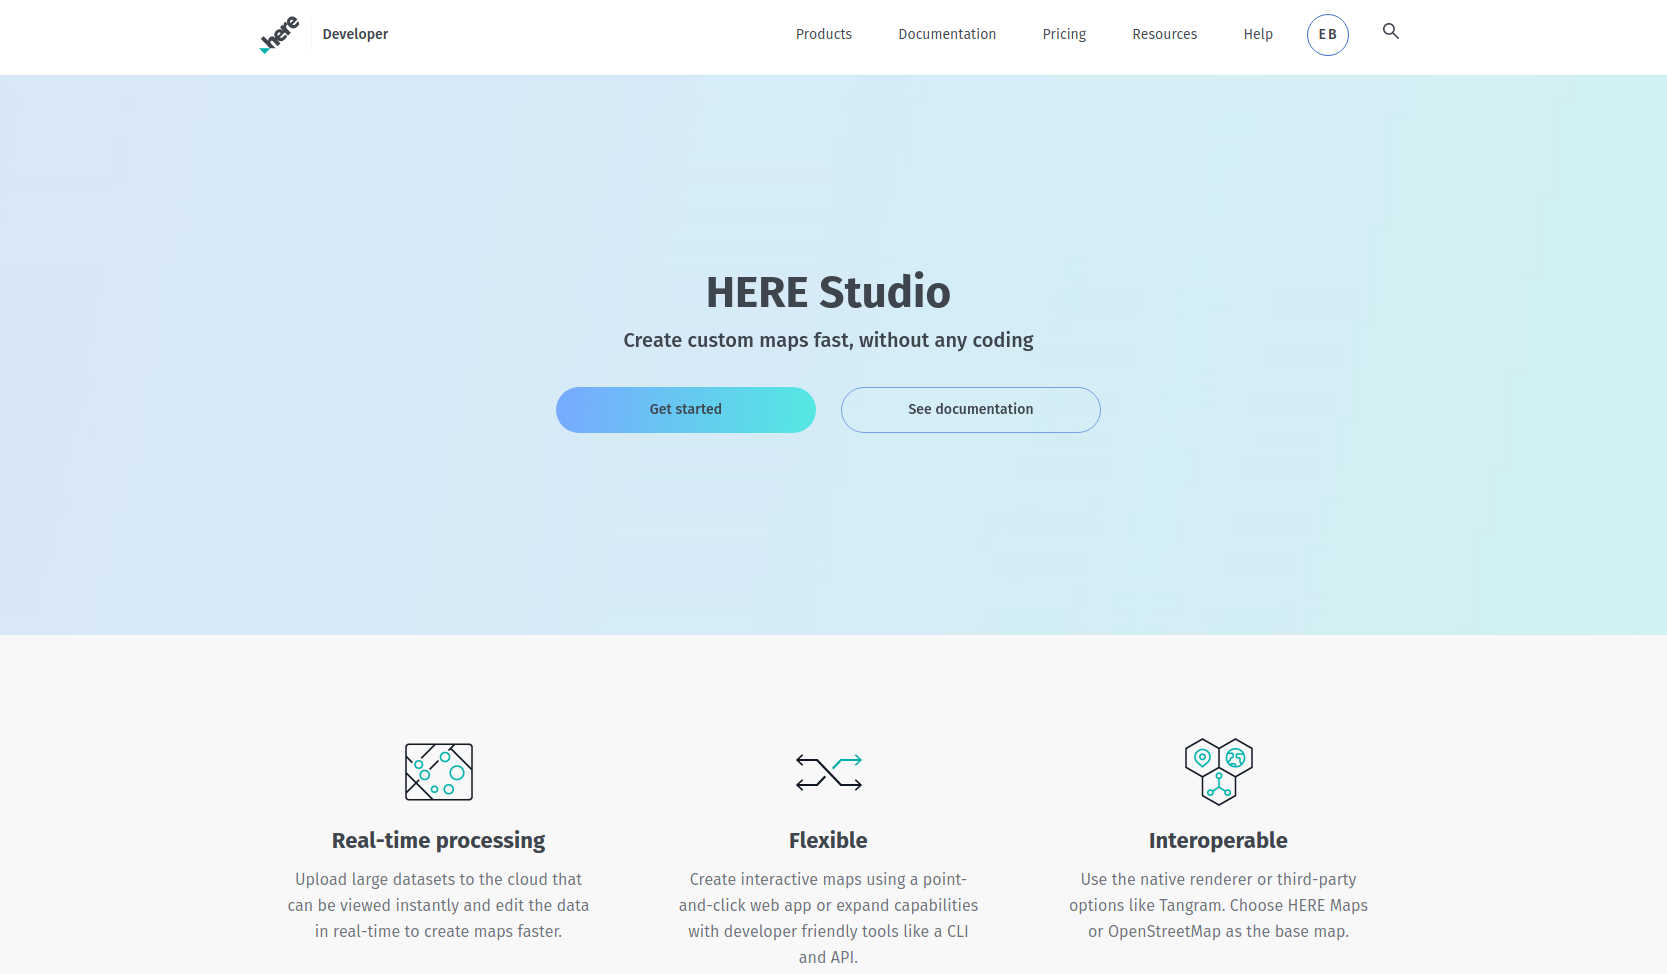 here
Developer
Products
Documentation
Pricing
Resources
Help
EB
HERE Studio
Create custom maps fast, without any coding
Get started
See documentation
Real-time processing
Upload large datasets to the cloud that
can be viewed instantly and edit the data
in real-time to create maps faster.
Flexible
Create interactive maps using a point-
and-click web app or expand capabilities
with developer friendly tools like a CLI
and API.
Interoperable
Use the native renderer or third-party
options like Tangram. Choose HERE Maps
or OpenStreetMap as the base map.